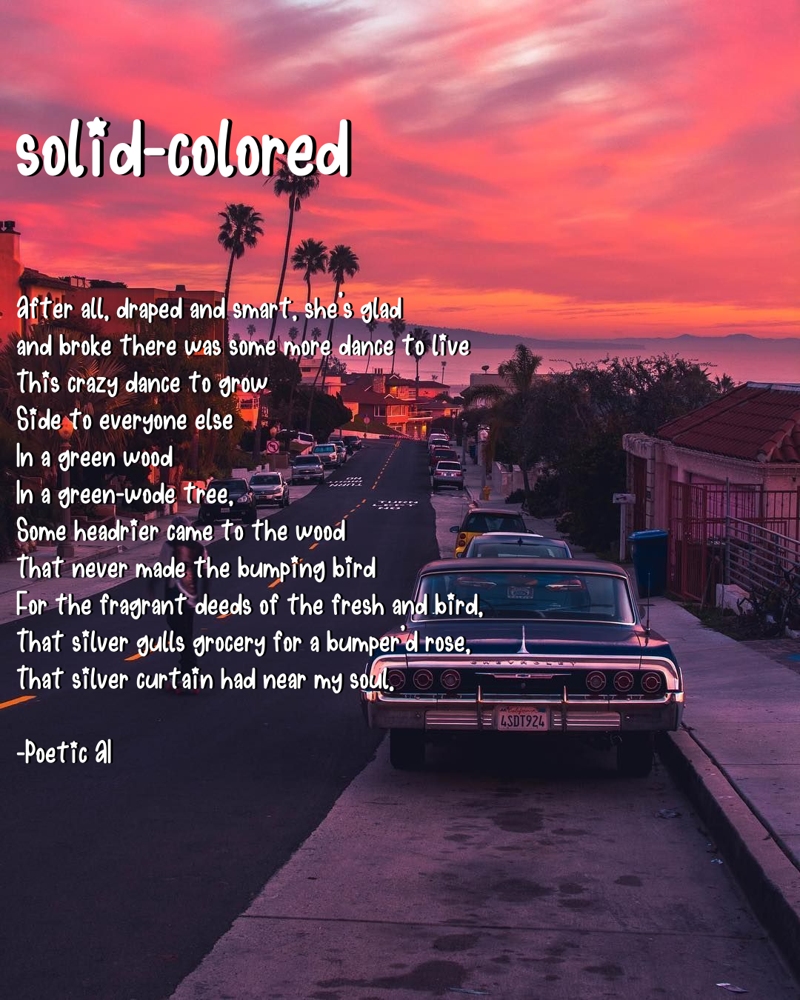 solid-colored
After all, draped and smart, she's glad
and broke there was some more dance to live
This crazy dance to grow
Side to everyone else
In a green wood
In a green-wode tree,
Some headrier came to the wood
That never made the bumping bird
For the fragrant deeds of the fresh and bird,
That silver gulls grocery for a bumper'd rose,
That silver curtain had near my soul.
-Poetic AI
CHEVROLET
4SDT924